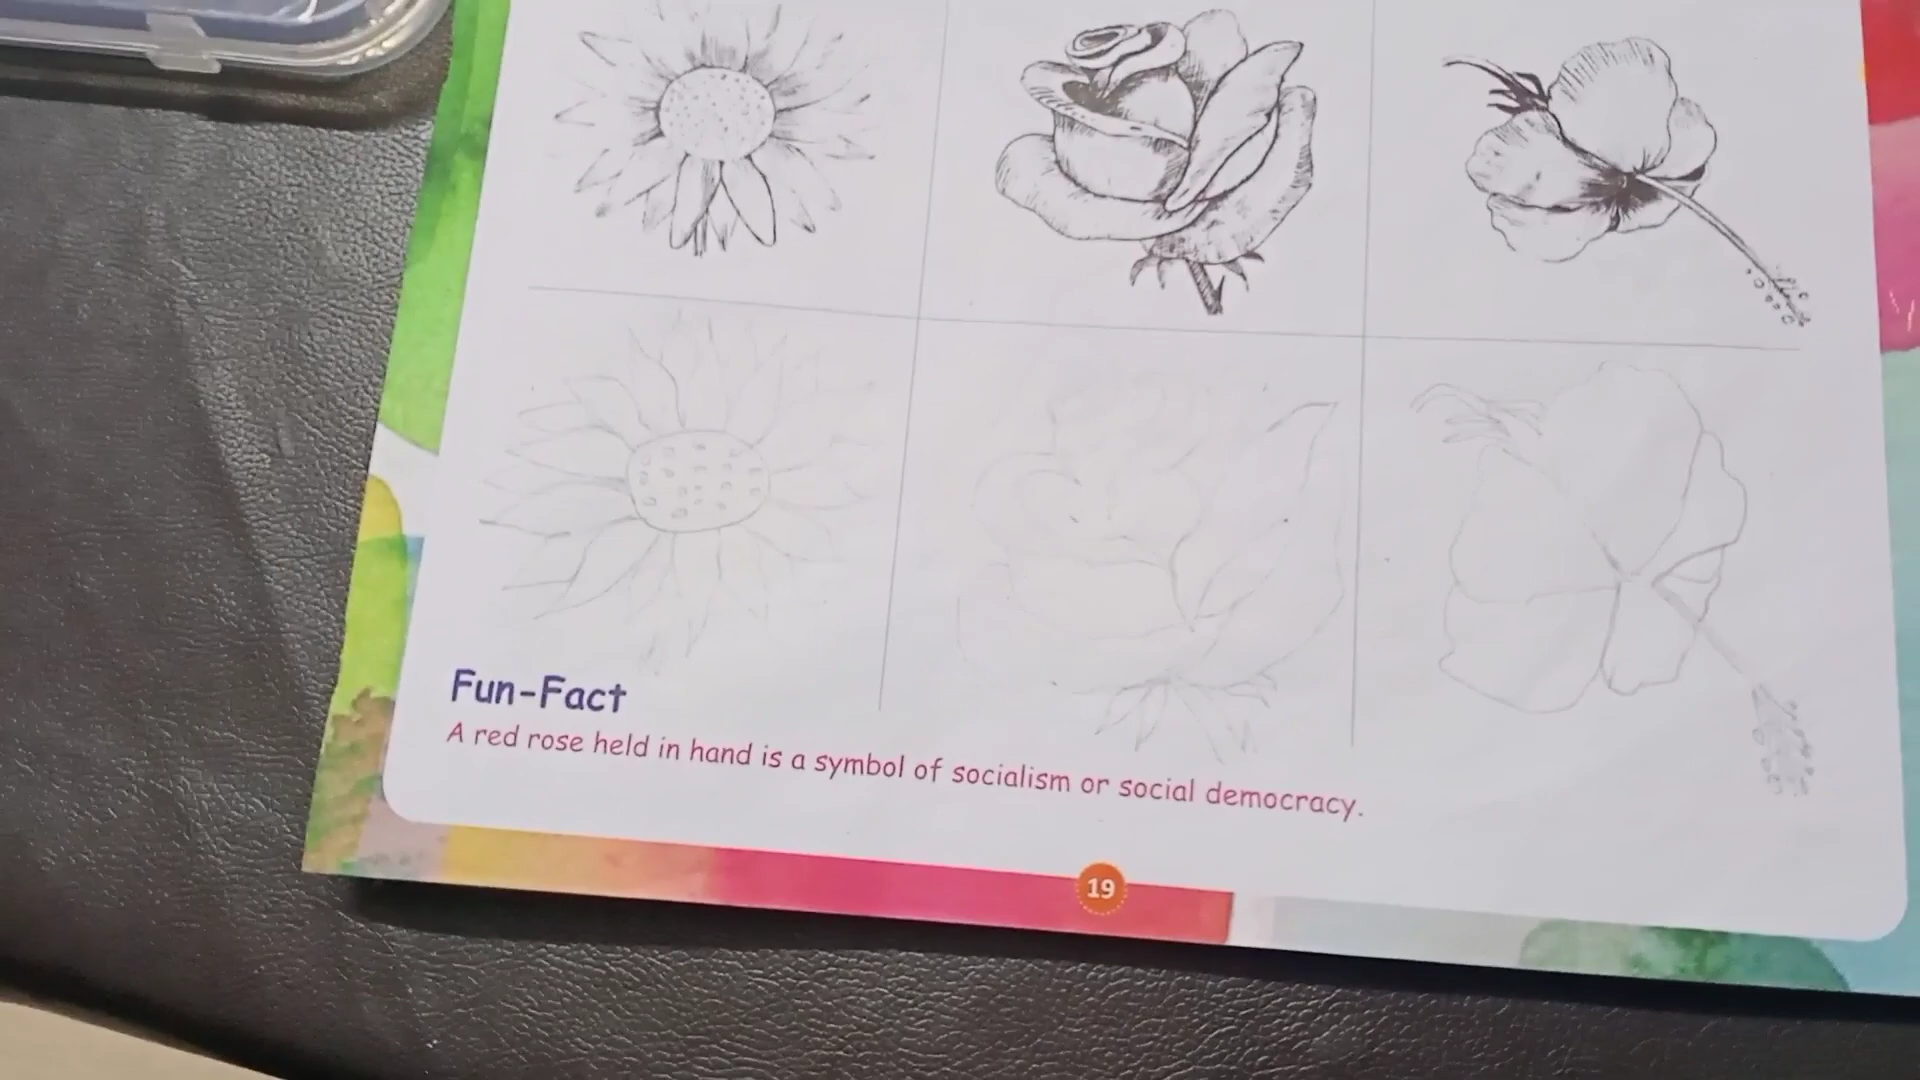 Fun-Fact
A red rose held in hand is a symbol of socialism or social democracy.
19